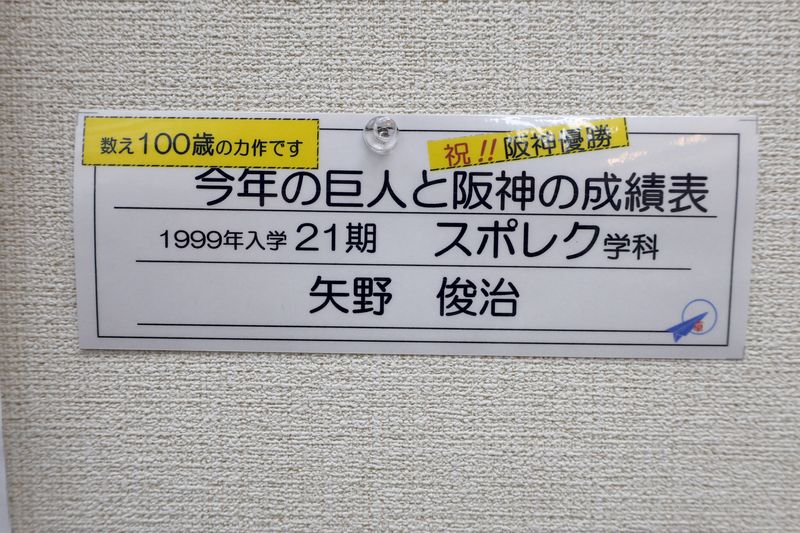 数え100歳の力作です
祝!! 阪神優勝
今年の巨人と阪神の成績表
1999年入学 21期 スポレク学科
矢野 俊治